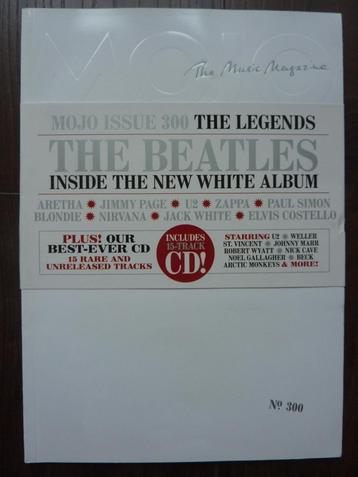 MOJO
The Music Magazine
MOJO ISSUE 300 THE LEGENDS
THE BEATLES
INSIDE THE NEW WHITE ALBUM
ARETHA ✹ JIMMY PAGE ✹ U2 ✹ ZAPPA ✹ PAUL SIMON
BLONDIE ✹ NIRVANA ✹ JACK WHITE ✹ ELVIS COSTELLO
PLUS! OUR
BEST-EVER CD
15 RARE AND
UNRELEASED TRACKS
INCLUDES
15-TRACK
CD!
STARRING U2 ✹ WELLER
ST. VINCENT ✹ JOHNNY MARR
ROBERT WYATT ✹ NICK CAVE
NOEL GALLAGHER ✹ BECK
ARCTIC MONKEYS & MORE!
Nº 300